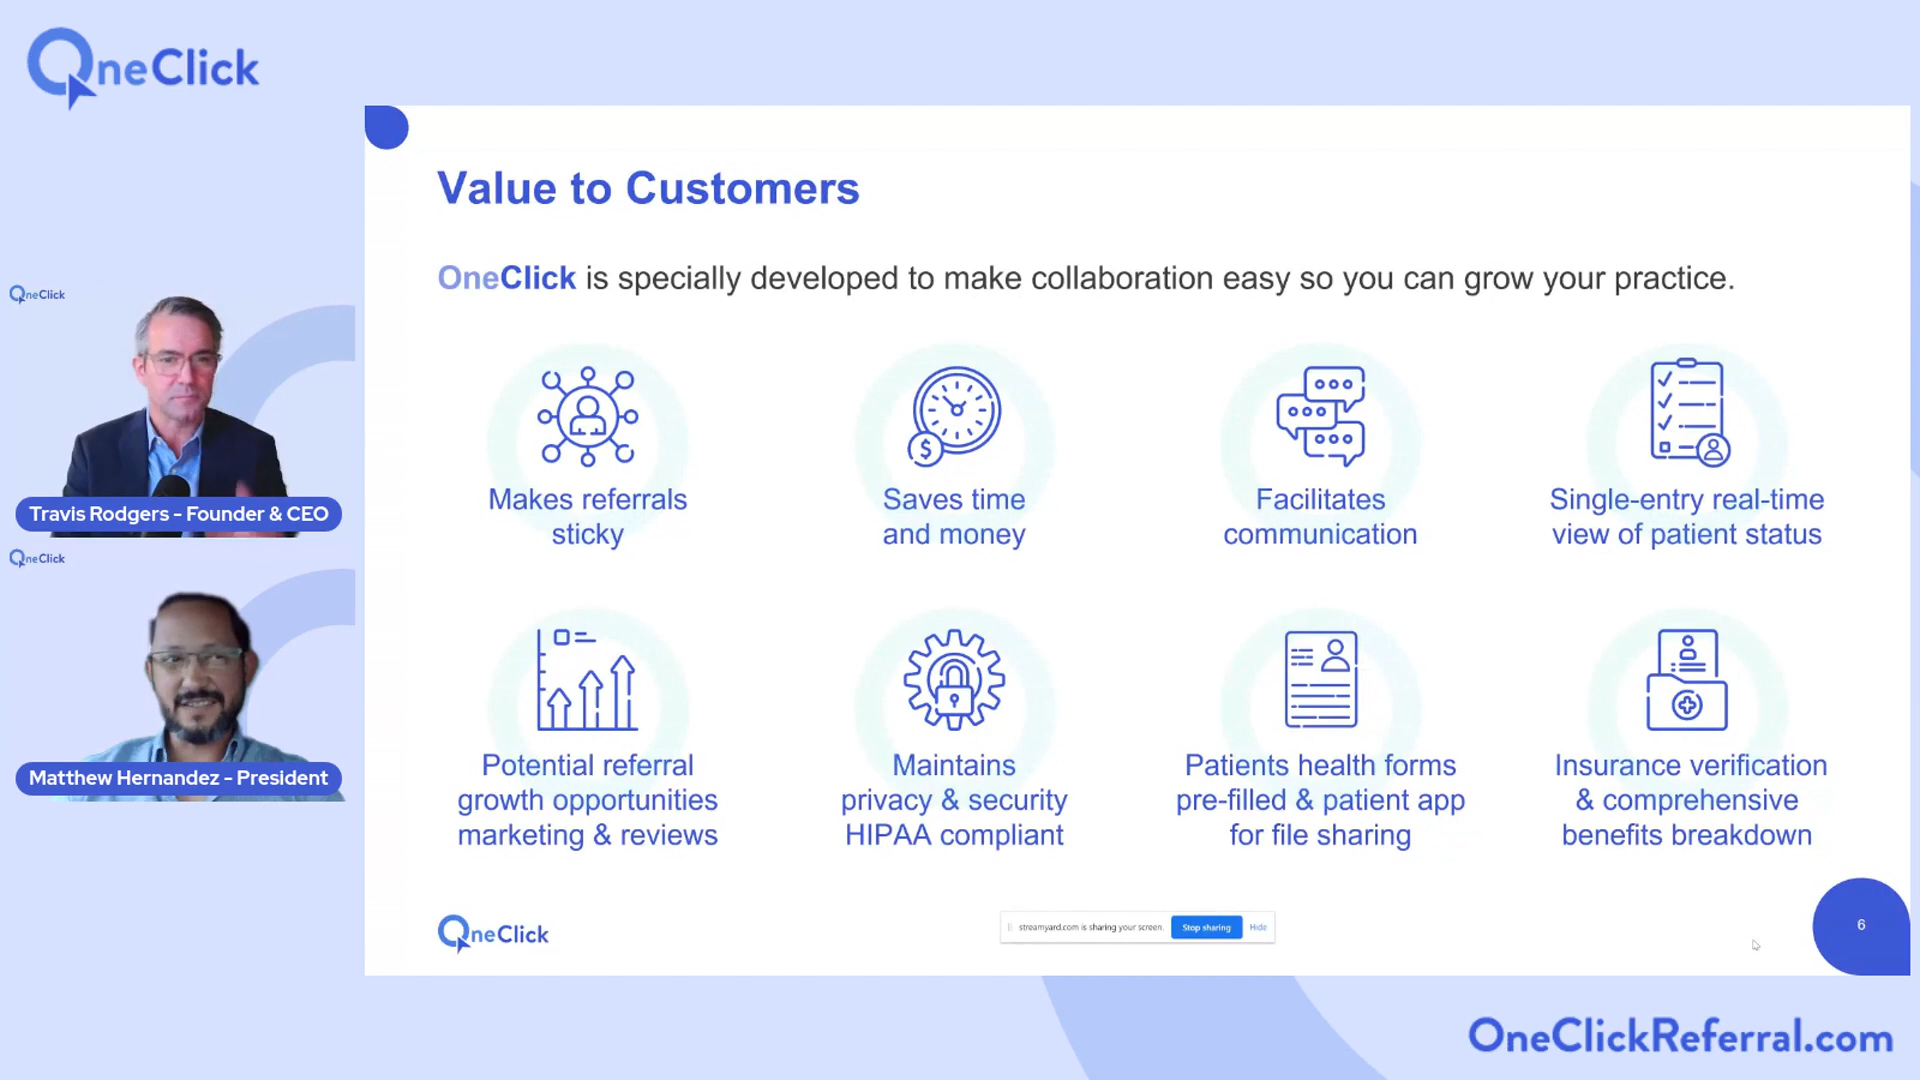 OneClick
Value to Customers
OneClick is specially developed to make collaboration easy so you can grow your practice.
OneClick
Travis Rodgers - Founder & CEO
OneClick
Matthew Hernandez - President
Makes referrals
sticky
$
Saves time
and money
Facilitates
communication
Single-entry real-time
view of patient status
Potential referral
growth opportunities
marketing & reviews
Maintains
privacy & security
HIPAA compliant
Patients health forms
pre-filled & patient app
for file sharing
Insurance verification
& comprehensive
benefits breakdown
OneClick
streamyard.com is sharing your screen. Stop sharing Hide
6
OneClickReferral.com